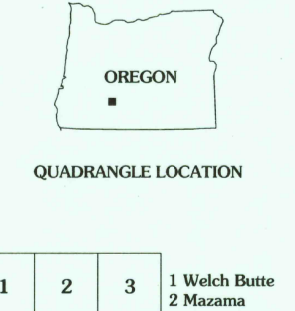 OREGON
QUADRANGLE LOCATION
1 2 3
1 Welch Butte
2 Mazama